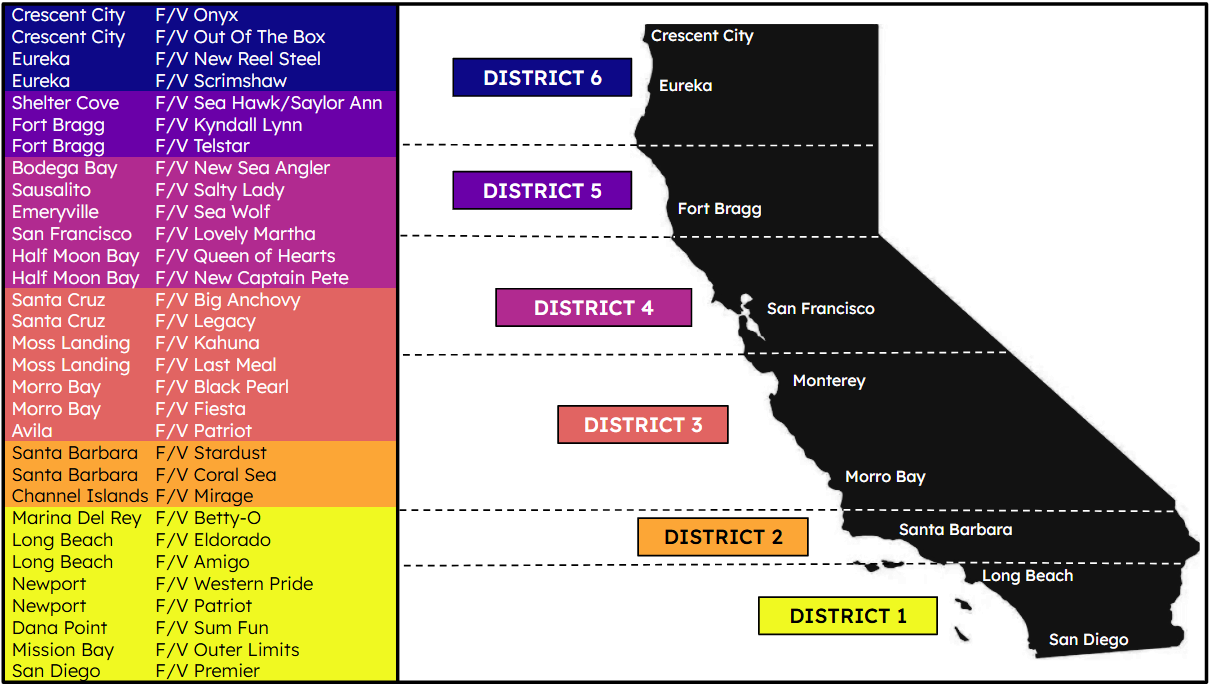 Crescent City F/V Onyx
Crescent City F/V Out Of The Box
Eureka F/V New Reel Steel
Eureka F/V Scrimshaw
Shelter Cove F/V Sea Hawk/Saylor Ann
Fort Bragg F/V Kyndall Lynn
Fort Bragg F/V Telstar
Bodega Bay F/V New Sea Angler
Sausalito F/V Salty Lady
Emeryville F/V Sea Wolf
San Francisco F/V Lovely Martha
Half Moon Bay F/V Queen of Hearts
Half Moon Bay F/V New Captain Pete
Santa Cruz F/V Big Anchovy
Santa Cruz F/V Legacy
Moss Landing F/V Kahuna
Moss Landing F/V Last Meal
Morro Bay F/V Black Pearl
Morro Bay F/V Fiesta
Avila F/V Patriot
Santa Barbara F/V Stardust
Santa Barbara F/V Coral Sea
Channel Islands F/V Mirage
Marina Del Rey F/V Betty-O
Long Beach F/V Eldorado
Long Beach F/V Amigo
Newport F/V Western Pride
Newport F/V Patriot
Dana Point F/V Sum Fun
Mission Bay F/V Outer Limits
San Diego F/V Premier
DISTRICT 6
DISTRICT 5
DISTRICT 4
DISTRICT 3
DISTRICT 2
DISTRICT 1
Crescent City
Eureka
Fort Bragg
San Francisco
Monterey
Morro Bay
Santa Barbara
Long Beach
San Diego